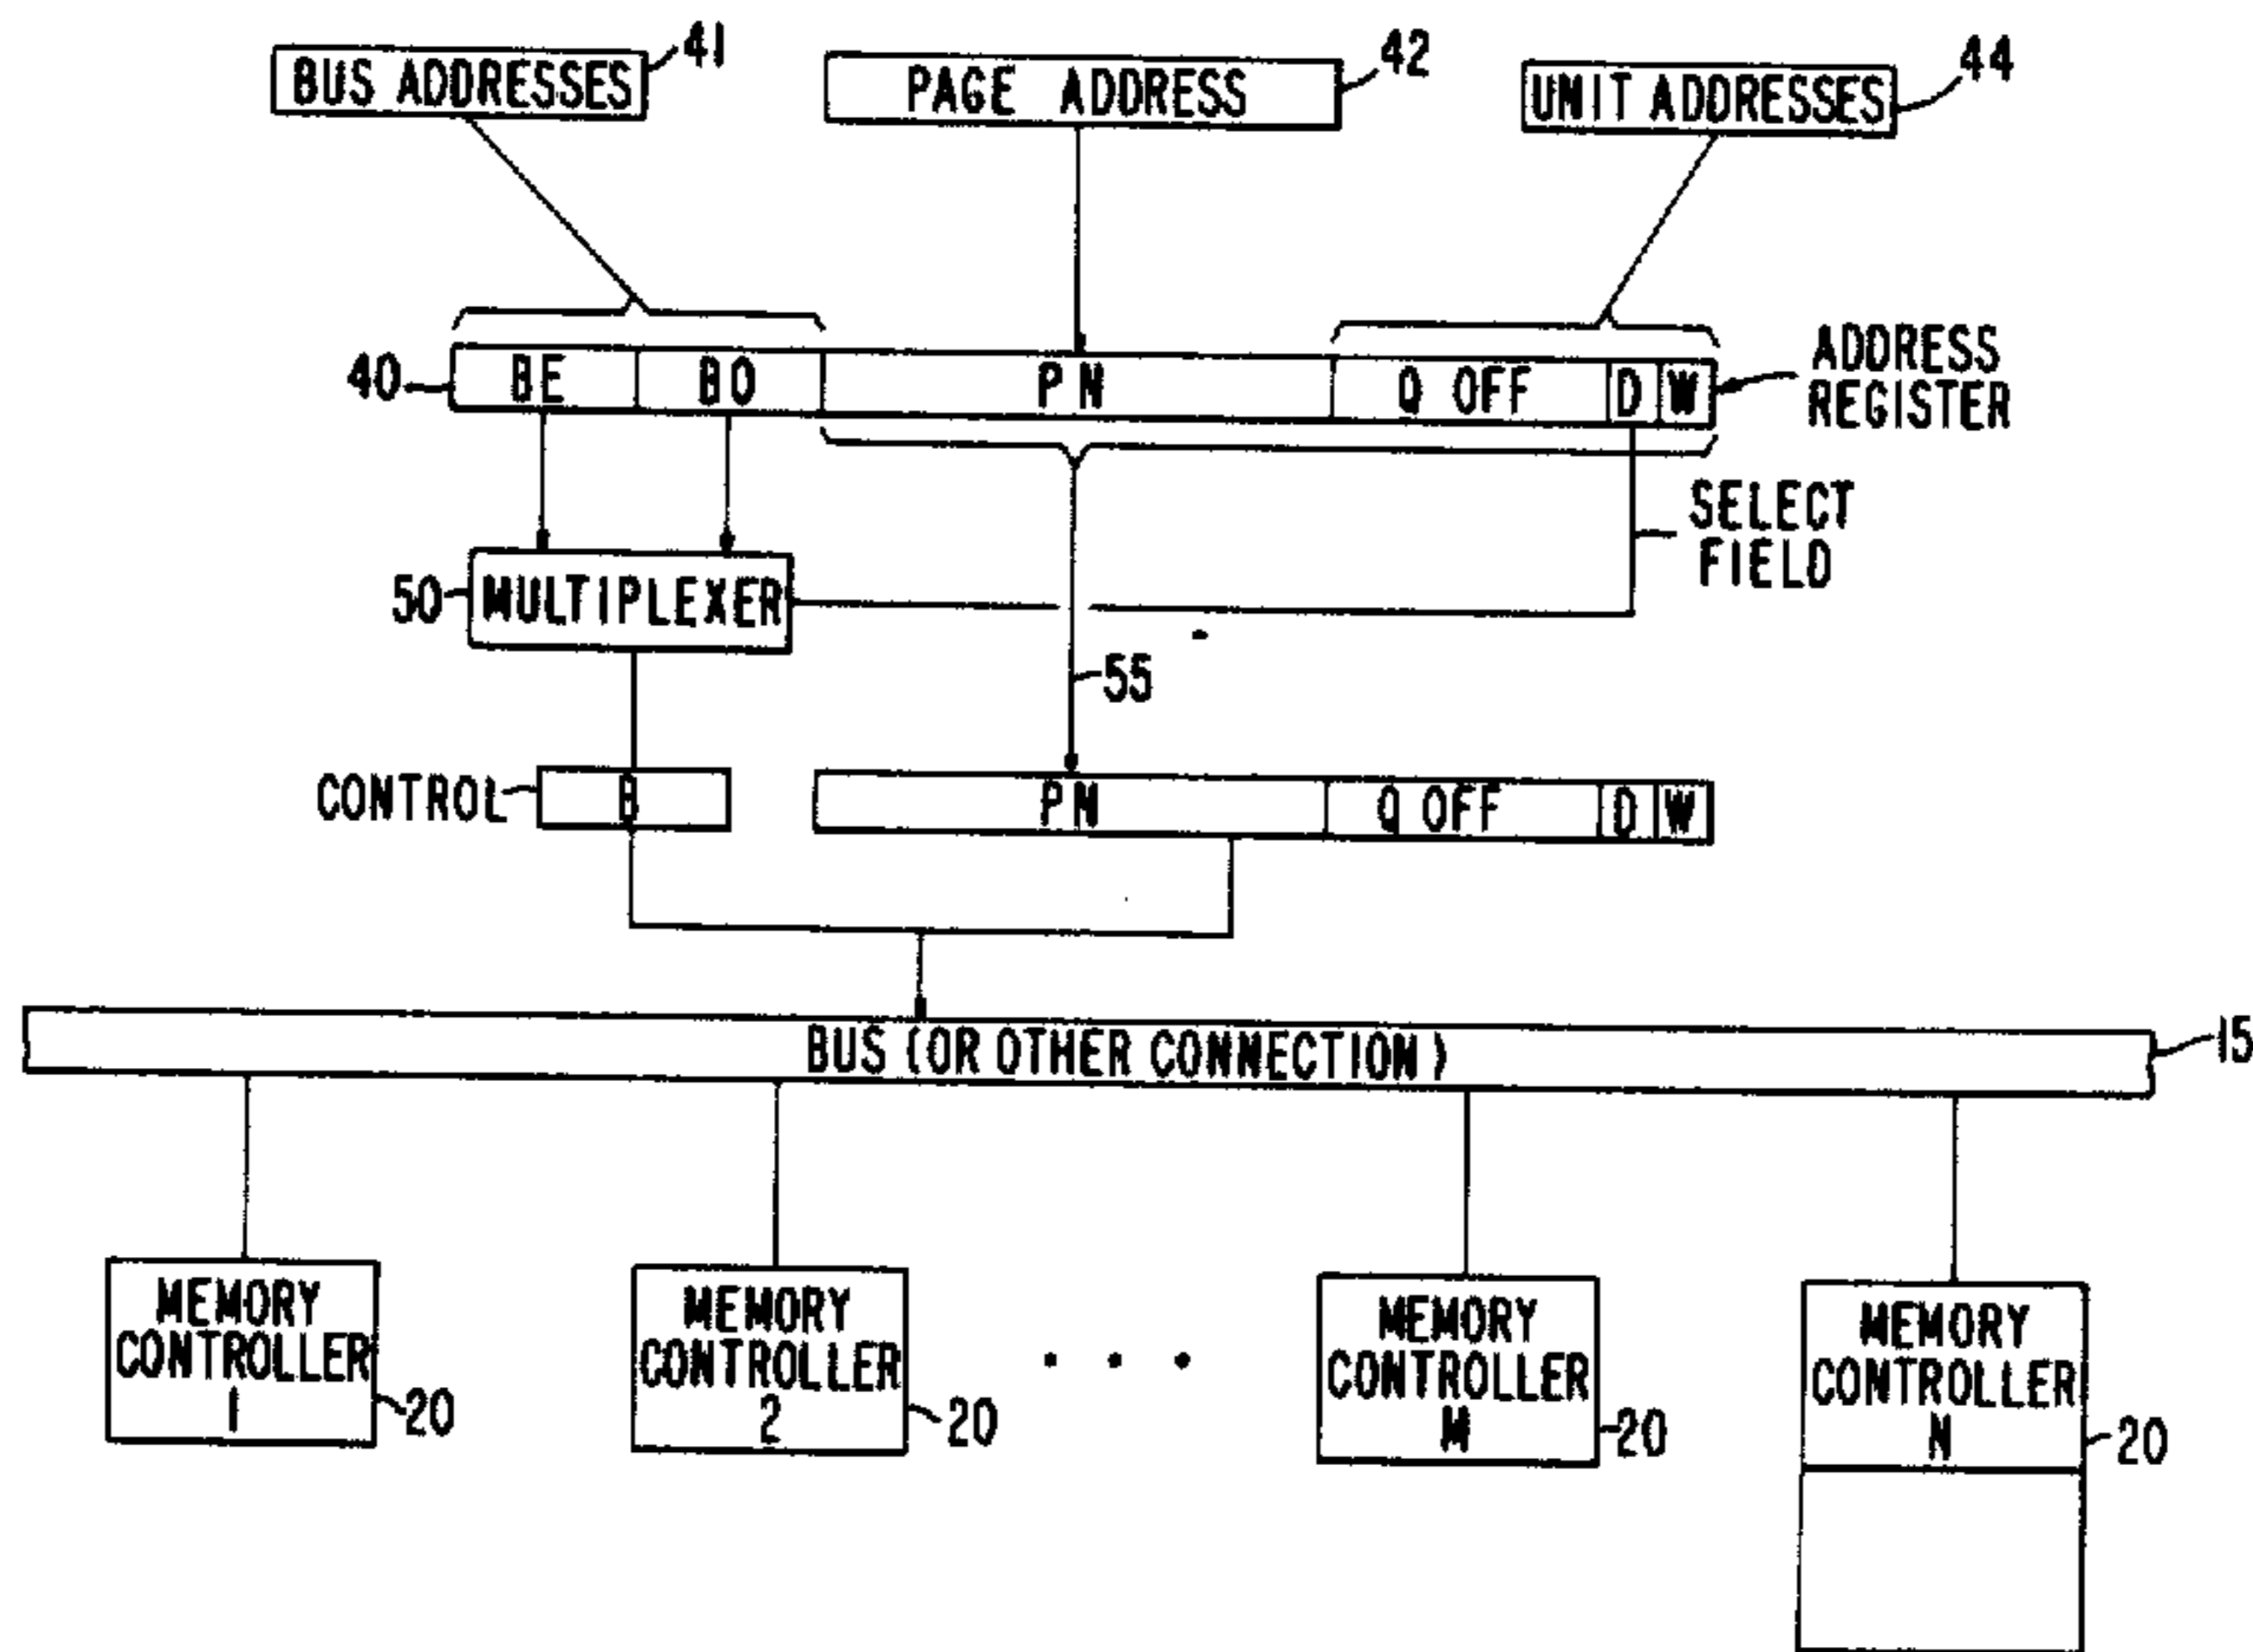 BUS ADDRESSES
41
PAGE ADDRESS
42
UNIT ADDRESSES
44
40
BE
BO
PN
Q OFF
D
W
ADDRESS
REGISTER
SELECT
FIELD
50
MULTIPLEXER
55
CONTROL
B
PN
Q OFF
D
W
BUS (OR OTHER CONNECTION)
15
MEMORY
CONTROLLER
1
20
MEMORY
CONTROLLER
2
20
MEMORY
CONTROLLER
M
20
MEMORY
CONTROLLER
N
20